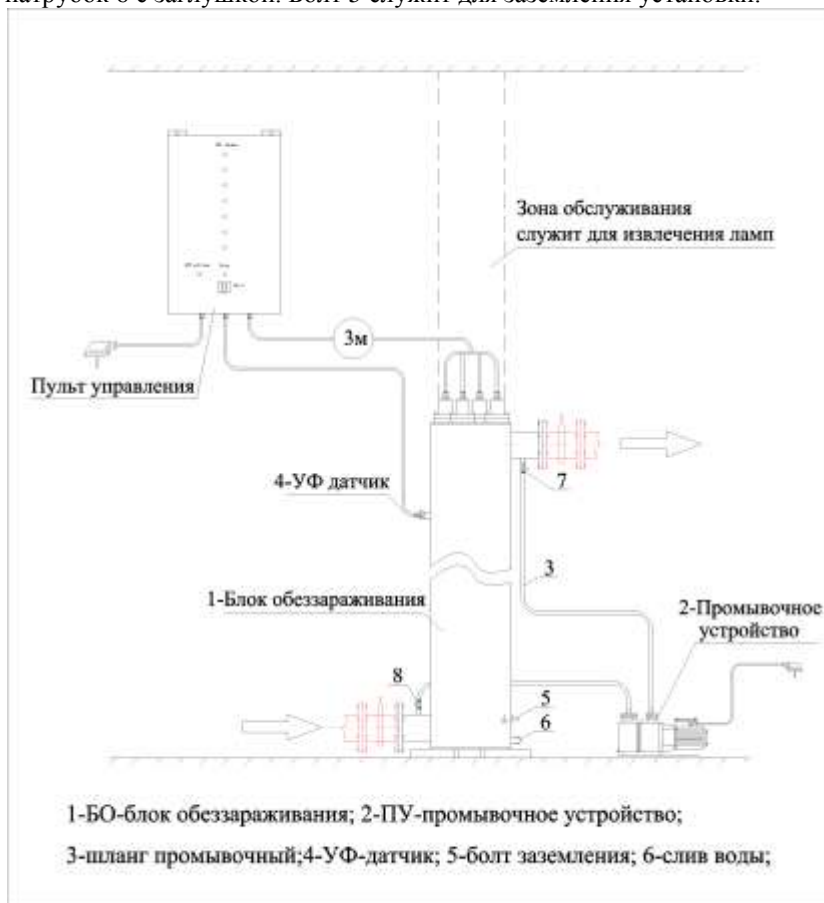 патрубок 6 с заглушкой. Болт 5 служит для заземления установки.
Зона обслуживания
служит для извлечения ламп
3м
Пульт управления
4-УФ датчик
7
3
1-Блок обеззараживания
2-Промывочное
устройство
8
5
6
1-БО-блок обеззараживания; 2-ПУ-промывочное устройство;
3-шланг промывочный;4-УФ-датчик; 5-болт заземления; 6-слив воды;